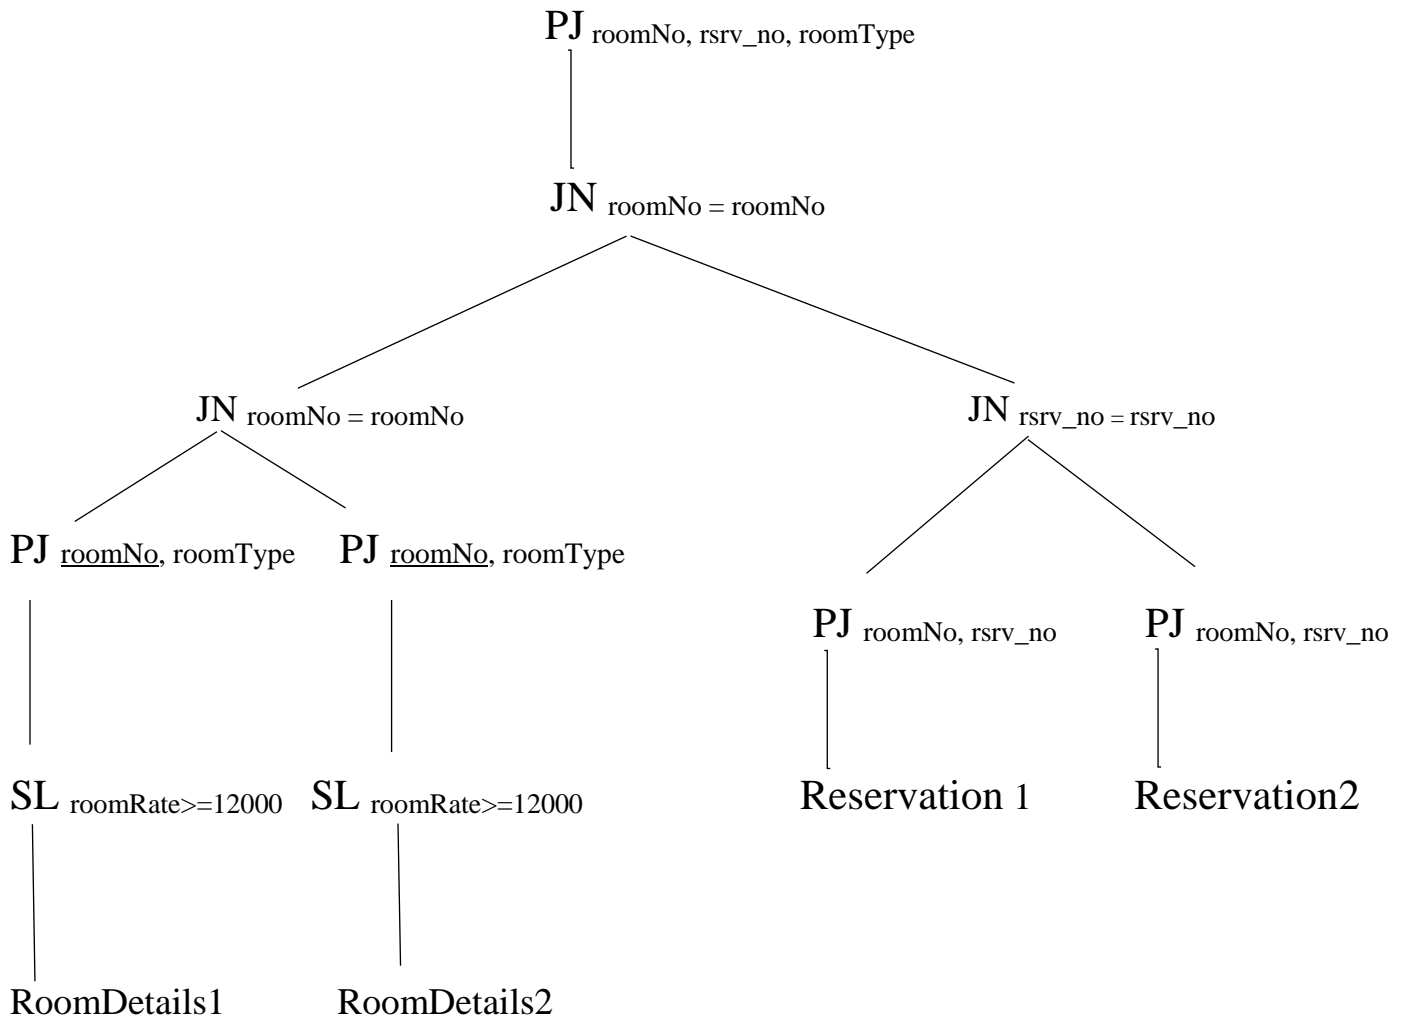 PJ roomNo, rsrv_no, roomType
JN roomNo = roomNo
JN roomNo = roomNo
JN rsrv_no = rsrv_no
PJ roomNo, roomType
PJ roomNo, roomType
PJ roomNo, rsrv_no
PJ roomNo, rsrv_no
SL roomRate>=12000
SL roomRate>=12000
Reservation 1
Reservation2
RoomDetails1
RoomDetails2